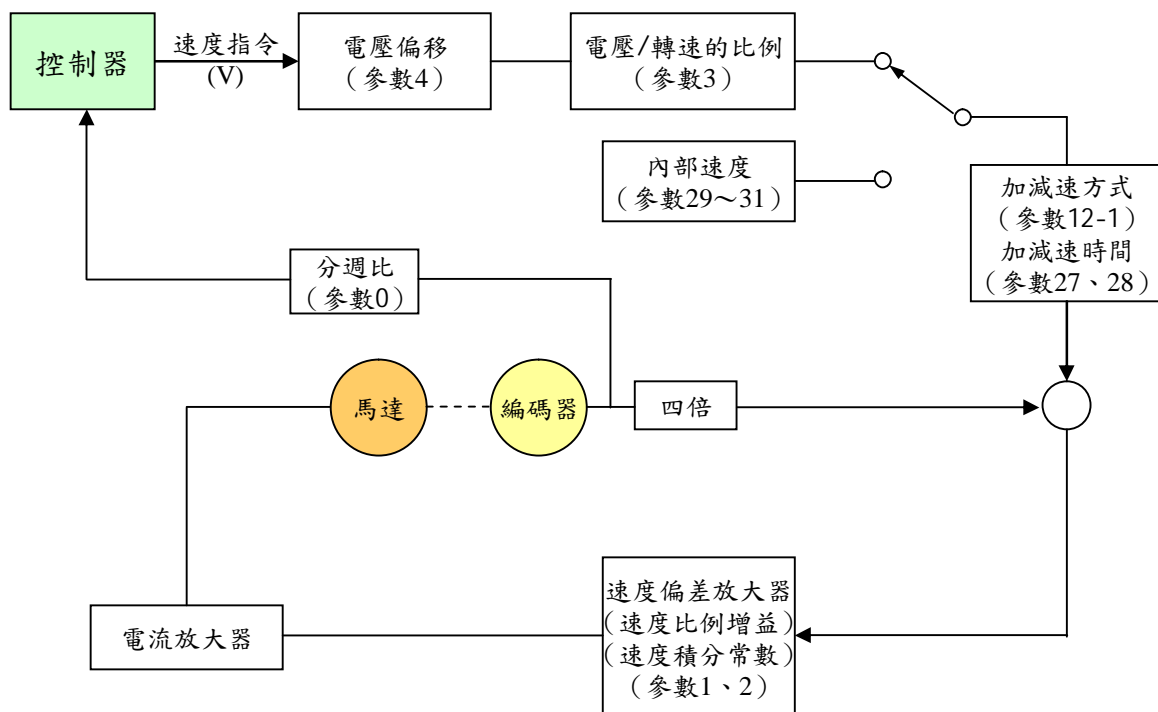 控制器
速度指令
(V)
電壓偏移
（參數4）
電壓/轉速的比例
（參數3）
內部速度
（參數29～31）
加減速方式
（參數12-1）
加減速時間
（參數27、28）
分週比
（參數0）
馬達
編碼器
四倍
速度偏差放大器
(速度比例增益)
(速度積分常數)
（參數1、2）
電流放大器